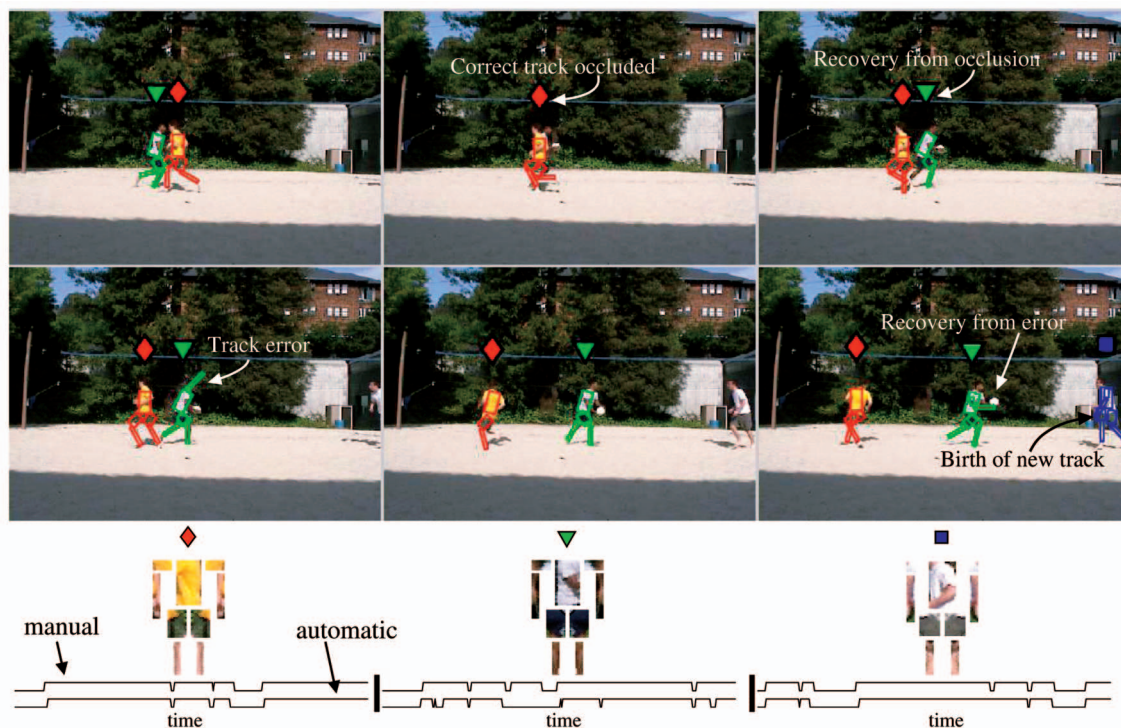 Correct track occluded
Recovery from occlusion
Track error
Recovery from error
Birth of new track
manual
automatic
time
time
time